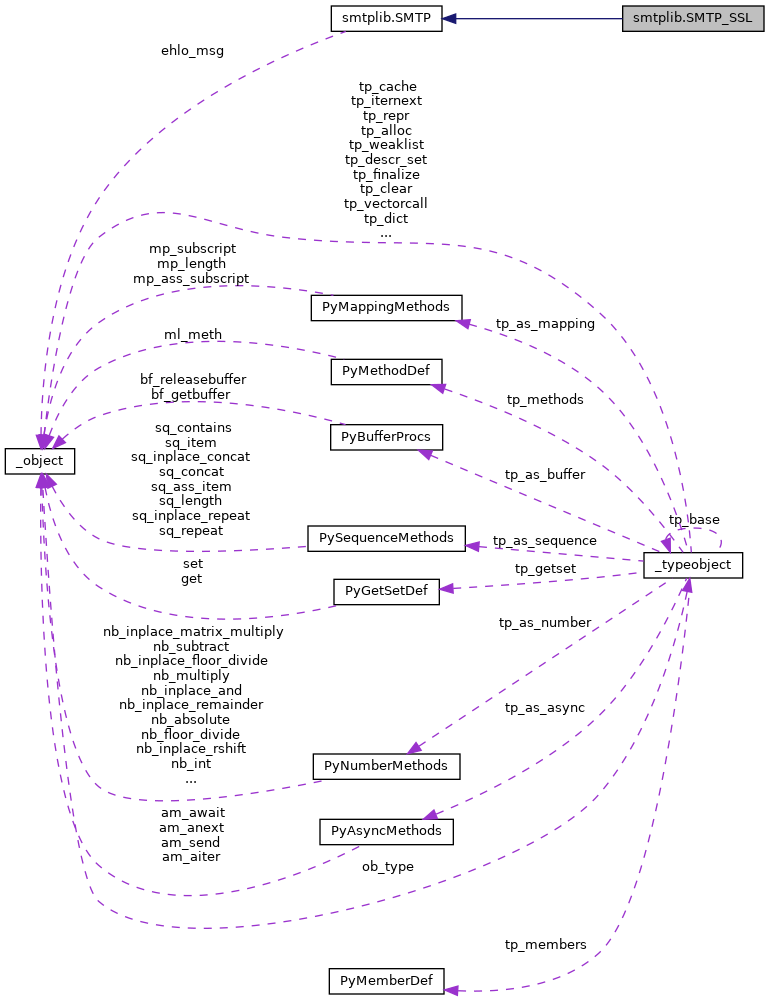 smtplib.SMTP
smtplib.SMTP_SSL
ehlo_msg
tp_cache
tp_iternext
tp_repr
tp_alloc
tp_weaklist
tp_descr_set
tp_finalize
tp_clear
tp_vectorcall
tp_dict
...
mp_subscript
mp_length
mp_ass_subscript
PyMappingMethods
tp_as_mapping
ml_meth
PyMethodDef
tp_methods
bf_releasebuffer
bf_getbuffer
PyBufferProcs
_object
tp_as_buffer
sq_contains
sq_item
sq_inplace_concat
sq_concat
sq_ass_item
sq_length
sq_inplace_repeat
sq_repeat
PySequenceMethods
tp_as_sequence
tp_base
_typeobject
set
get
PyGetSetDef
tp_getset
nb_inplace_matrix_multiply
nb_subtract
nb_inplace_floor_divide
nb_multiply
nb_inplace_and
nb_inplace_remainder
nb_absolute
nb_floor_divide
nb_inplace_rshift
nb_int
...
PyNumberMethods
tp_as_number
tp_as_async
am_await
am_anext
am_send
am_aiter
PyAsyncMethods
ob_type
tp_members
PyMemberDef